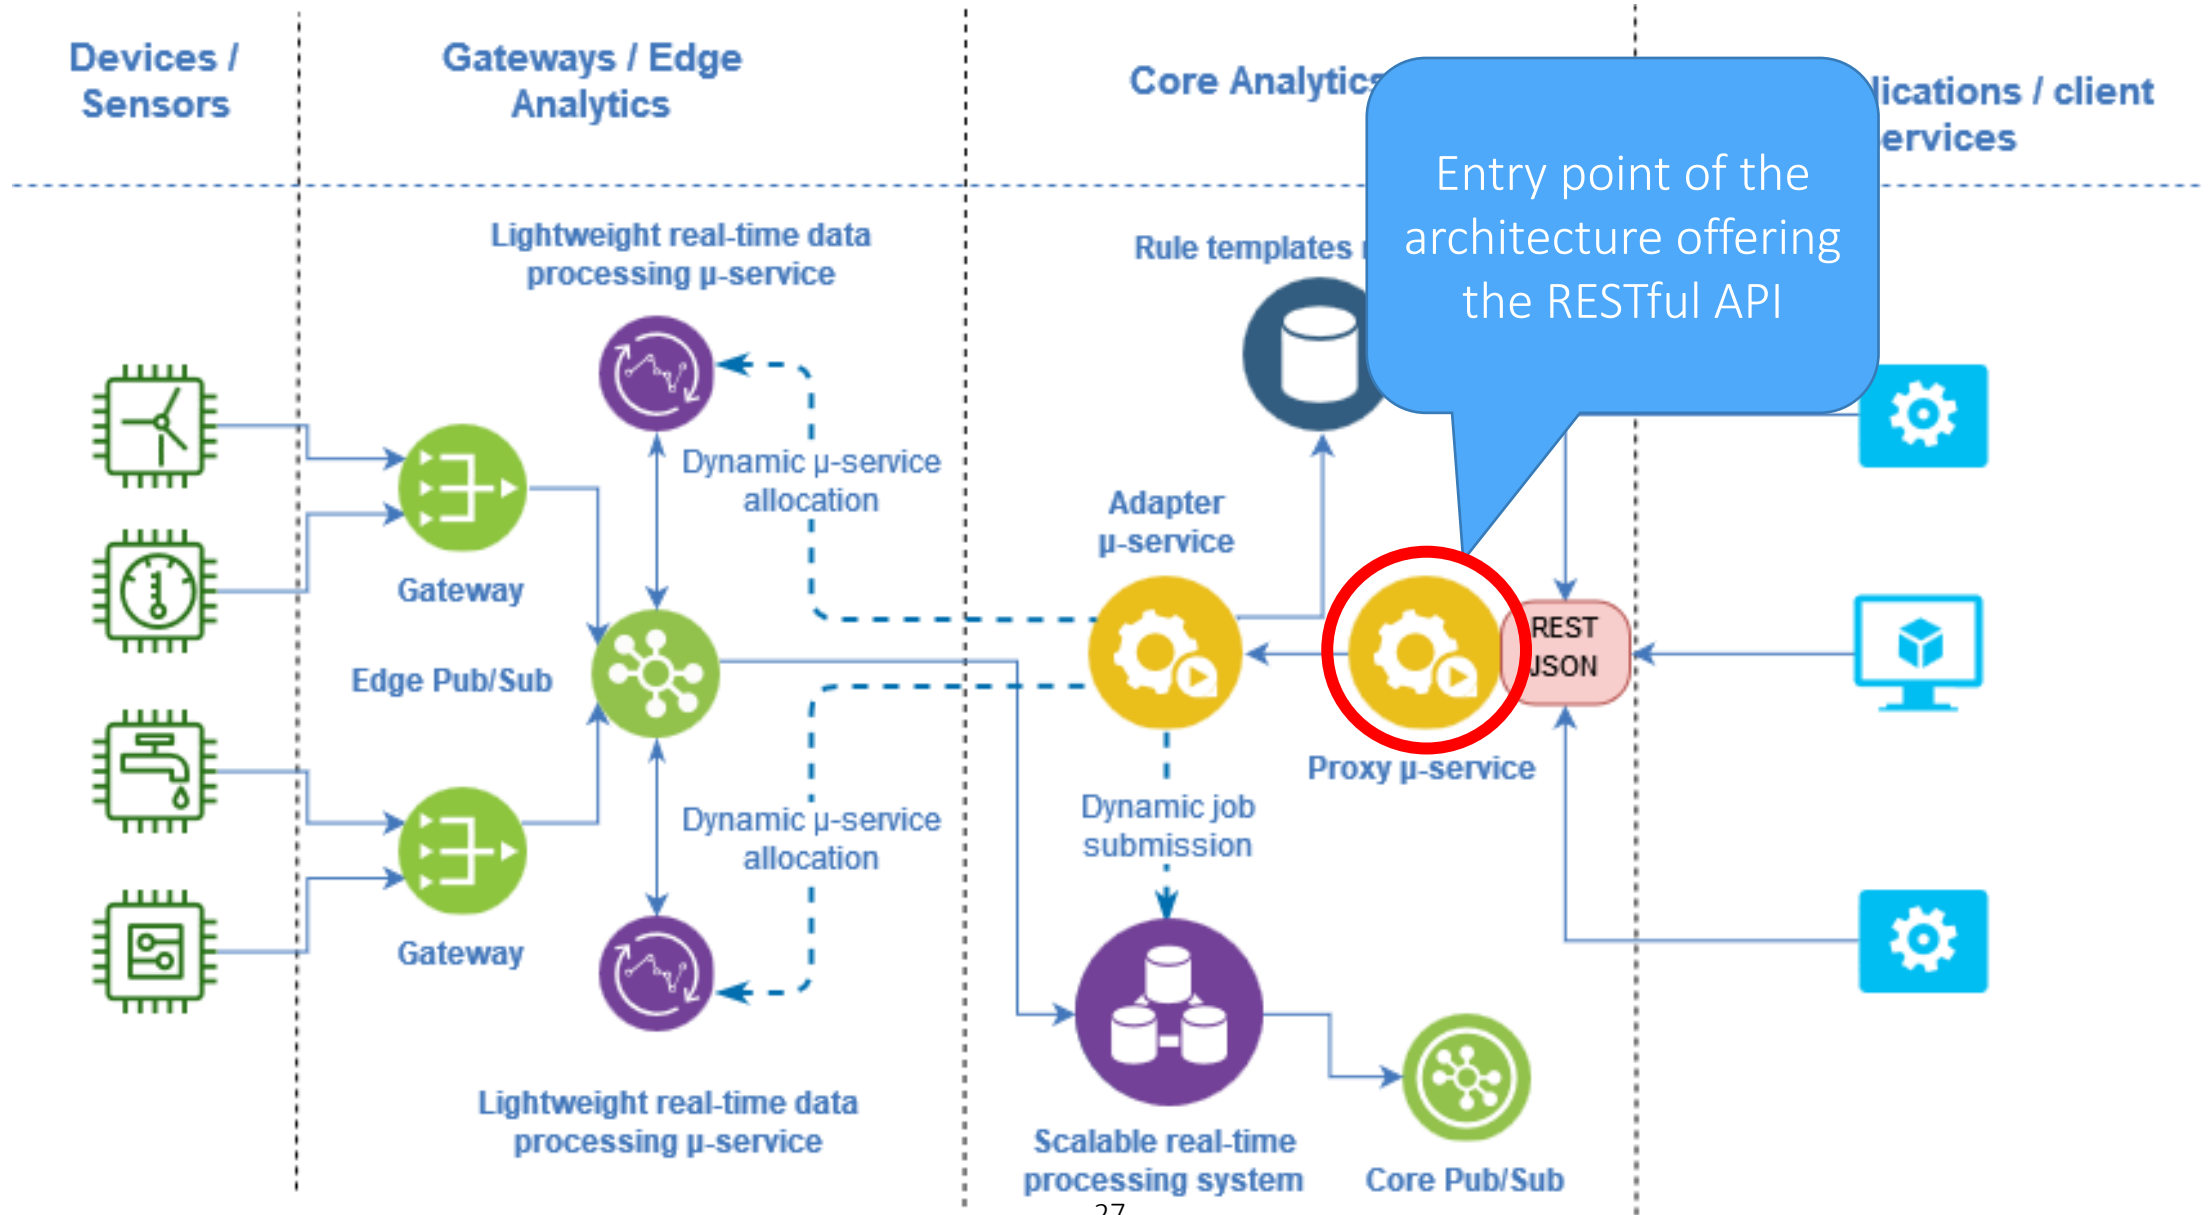 Devices /
Sensors
Gateways / Edge
Analytics
Core Analytics
lications / client
ervices
Entry point of the
architecture offering
the RESTful API
Lightweight real-time data
processing µ-service
Rule templates
Dynamic µ-service
allocation
Adapter
µ-service
Gateway
REST
JSON
Edge Pub/Sub
Proxy µ-service
Dynamic µ-service
allocation
Dynamic job
submission
Gateway
Lightweight real-time data
processing µ-service
Scalable real-time
processing system
Core Pub/Sub
27